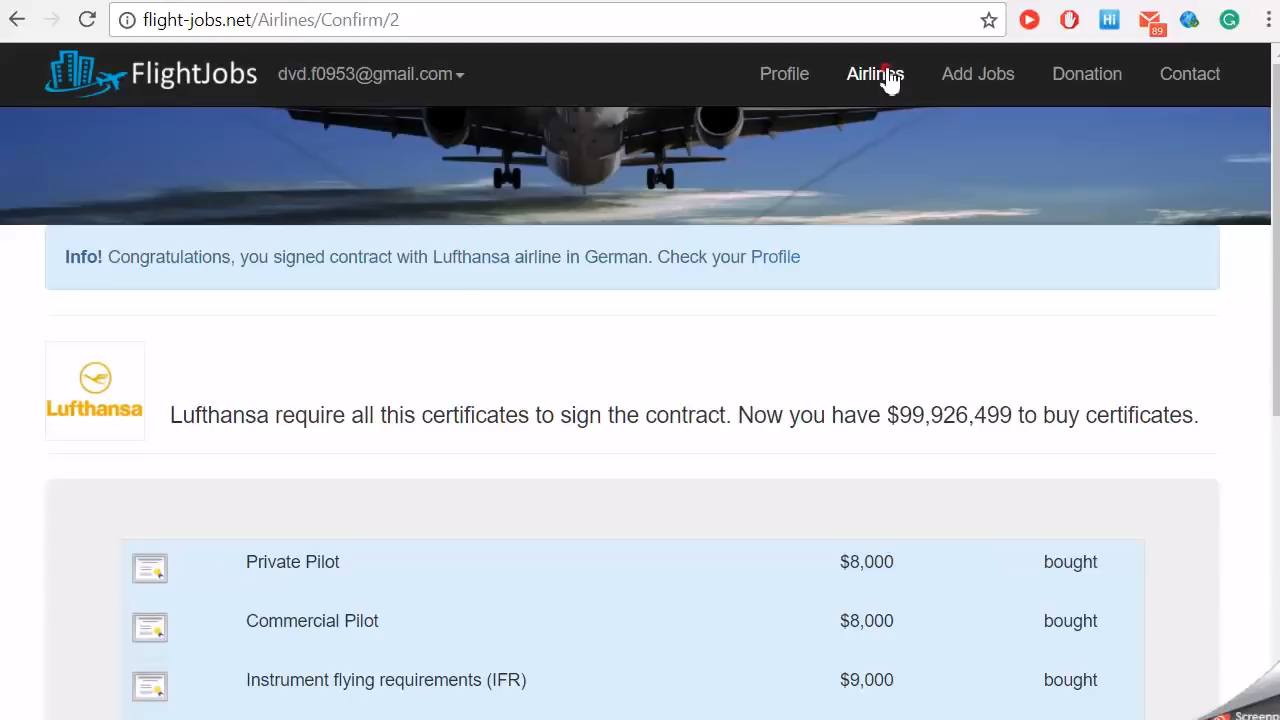 flight-jobs.net/Airlines/Confirm/2
Hi
89
FlightJobs dvd.f0953@gmail.com Profile Airlines Add Jobs Donation Contact
Info! Congratulations, you signed contract with Lufthansa airline in German. Check your Profile
Lufthansa
Lufthansa require all this certificates to sign the contract. Now you have $99,926,499 to buy certificates.
Private Pilot $8,000 bought
Commercial Pilot $8,000 bought
Instrument flying requirements (IFR) $9,000 bought